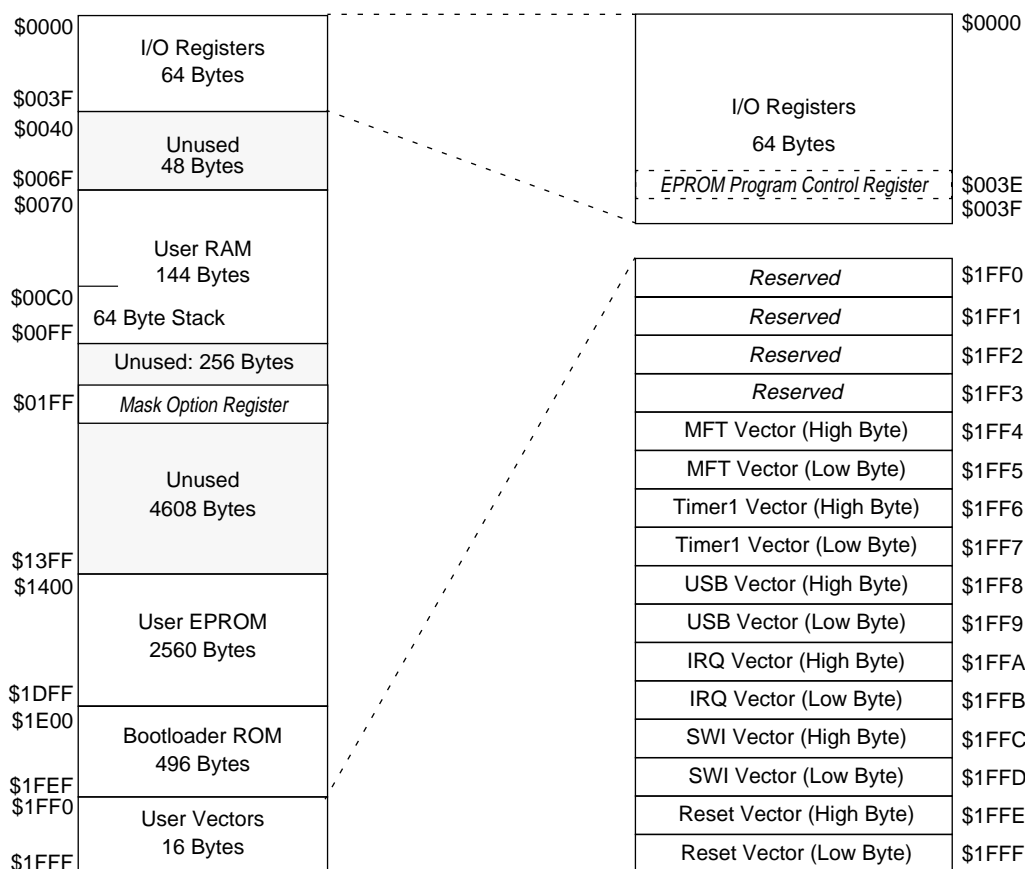 $0000
I/O Registers
64 Bytes
$003F
$0040
Unused
48 Bytes
$006F
$0070
User RAM
144 Bytes
$00C0
64 Byte Stack
$00FF
Unused: 256 Bytes
$01FF
Mask Option Register
Unused
4608 Bytes
$13FF
$1400
User EPROM
2560 Bytes
$1DFF
$1E00
Bootloader ROM
496 Bytes
$1FEF
$1FF0
User Vectors
16 Bytes
$1FFF
$0000
I/O Registers
64 Bytes
EPROM Program Control Register $003E
$003F
Reserved $1FF0
Reserved $1FF1
Reserved $1FF2
Reserved $1FF3
MFT Vector (High Byte) $1FF4
MFT Vector (Low Byte) $1FF5
Timer1 Vector (High Byte) $1FF6
Timer1 Vector (Low Byte) $1FF7
USB Vector (High Byte) $1FF8
USB Vector (Low Byte) $1FF9
IRQ Vector (High Byte) $1FFA
IRQ Vector (Low Byte) $1FFB
SWI Vector (High Byte) $1FFC
SWI Vector (Low Byte) $1FFD
Reset Vector (High Byte) $1FFE
Reset Vector (Low Byte) $1FFF